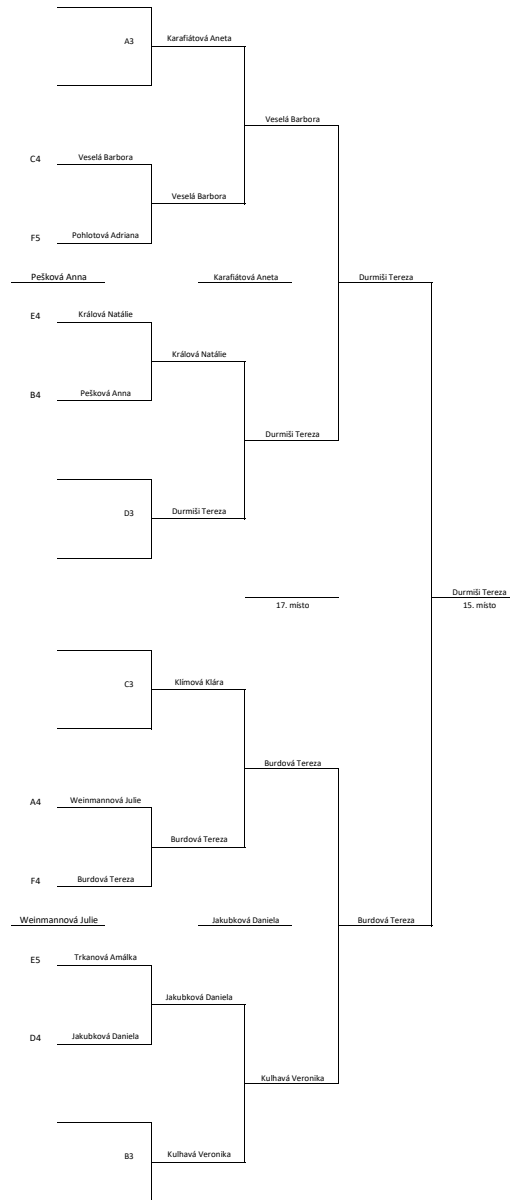 Karafiátová Aneta
A3
Veselá Barbora
C4 Veselá Barbora
Veselá Barbora
F5 Pohlotová Adriana
Pešková Anna Karafiátová Aneta Durmiši Tereza
E4 Králová Natálie
Králová Natálie
B4 Pešková Anna
Durmiši Tereza
D3 Durmiši Tereza
Durmiši Tereza
17. místo 15. místo
C3 Klímová Klára
Burdová Tereza
A4 Weinmannová Julie
Burdová Tereza
F4 Burdová Tereza
Weinmannová Julie Jakubková Daniela Burdová Tereza
E5 Trkanová Amálka
Jakubková Daniela
D4 Jakubková Daniela
Kulhavá Veronika
B3 Kulhavá Veronika